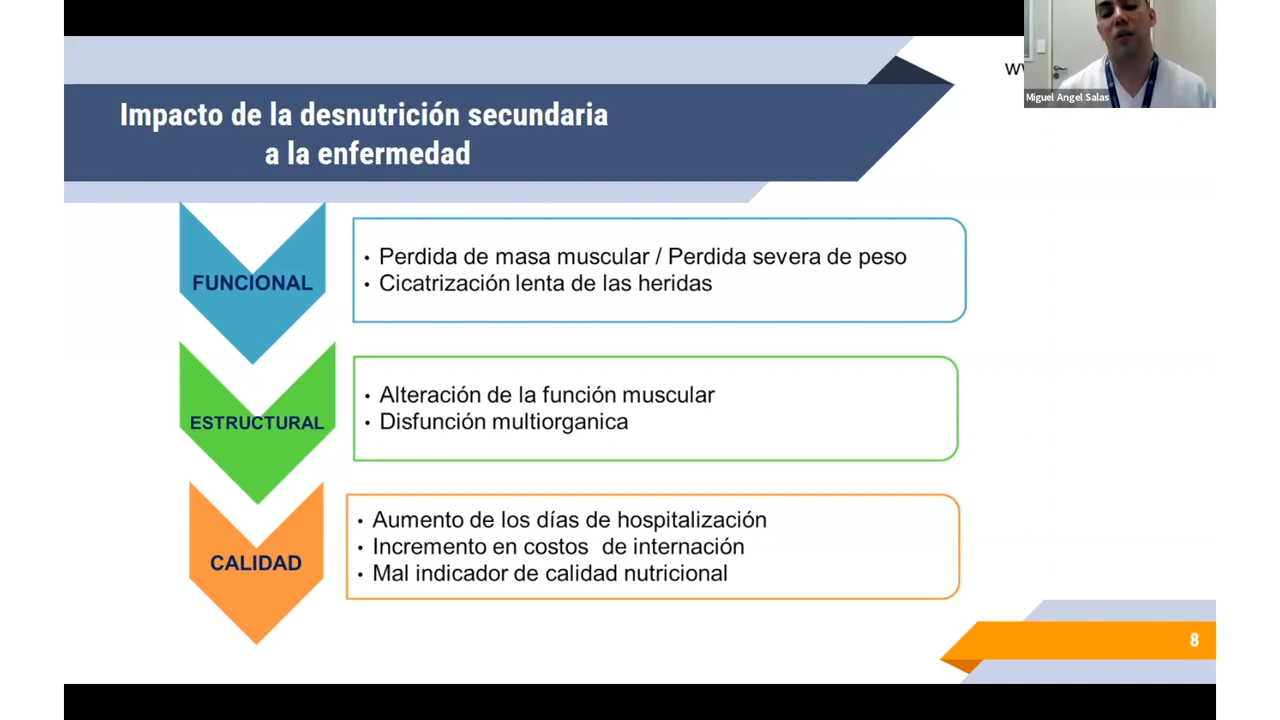 Impacto de la desnutrición secundaria
a la enfermedad
Miguel Angel Salas
FUNCIONAL
• Perdida de masa muscular / Perdida severa de peso
• Cicatrización lenta de las heridas
ESTRUCTURAL
• Alteración de la función muscular
• Disfunción multiorganica
CALIDAD
• Aumento de los días de hospitalización
• Incremento en costos de internación
• Mal indicador de calidad nutricional
8